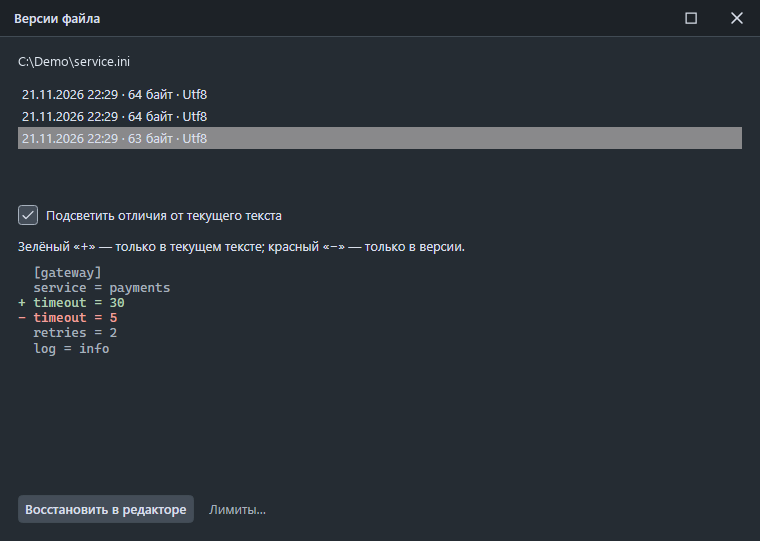 Версии файла
C:\Demo\service.ini
21.11.2026 22:29 · 64 байт · Utf8
21.11.2026 22:29 · 64 байт · Utf8
21.11.2026 22:29 · 63 байт · Utf8
Подсветить отличия от текущего текста
Зелёный «+» — только в текущем тексте; красный «−» — только в версии.
[gateway]
service = payments
+ timeout = 30
− timeout = 5
retries = 2
log = info
Восстановить в редакторе
Лимиты...